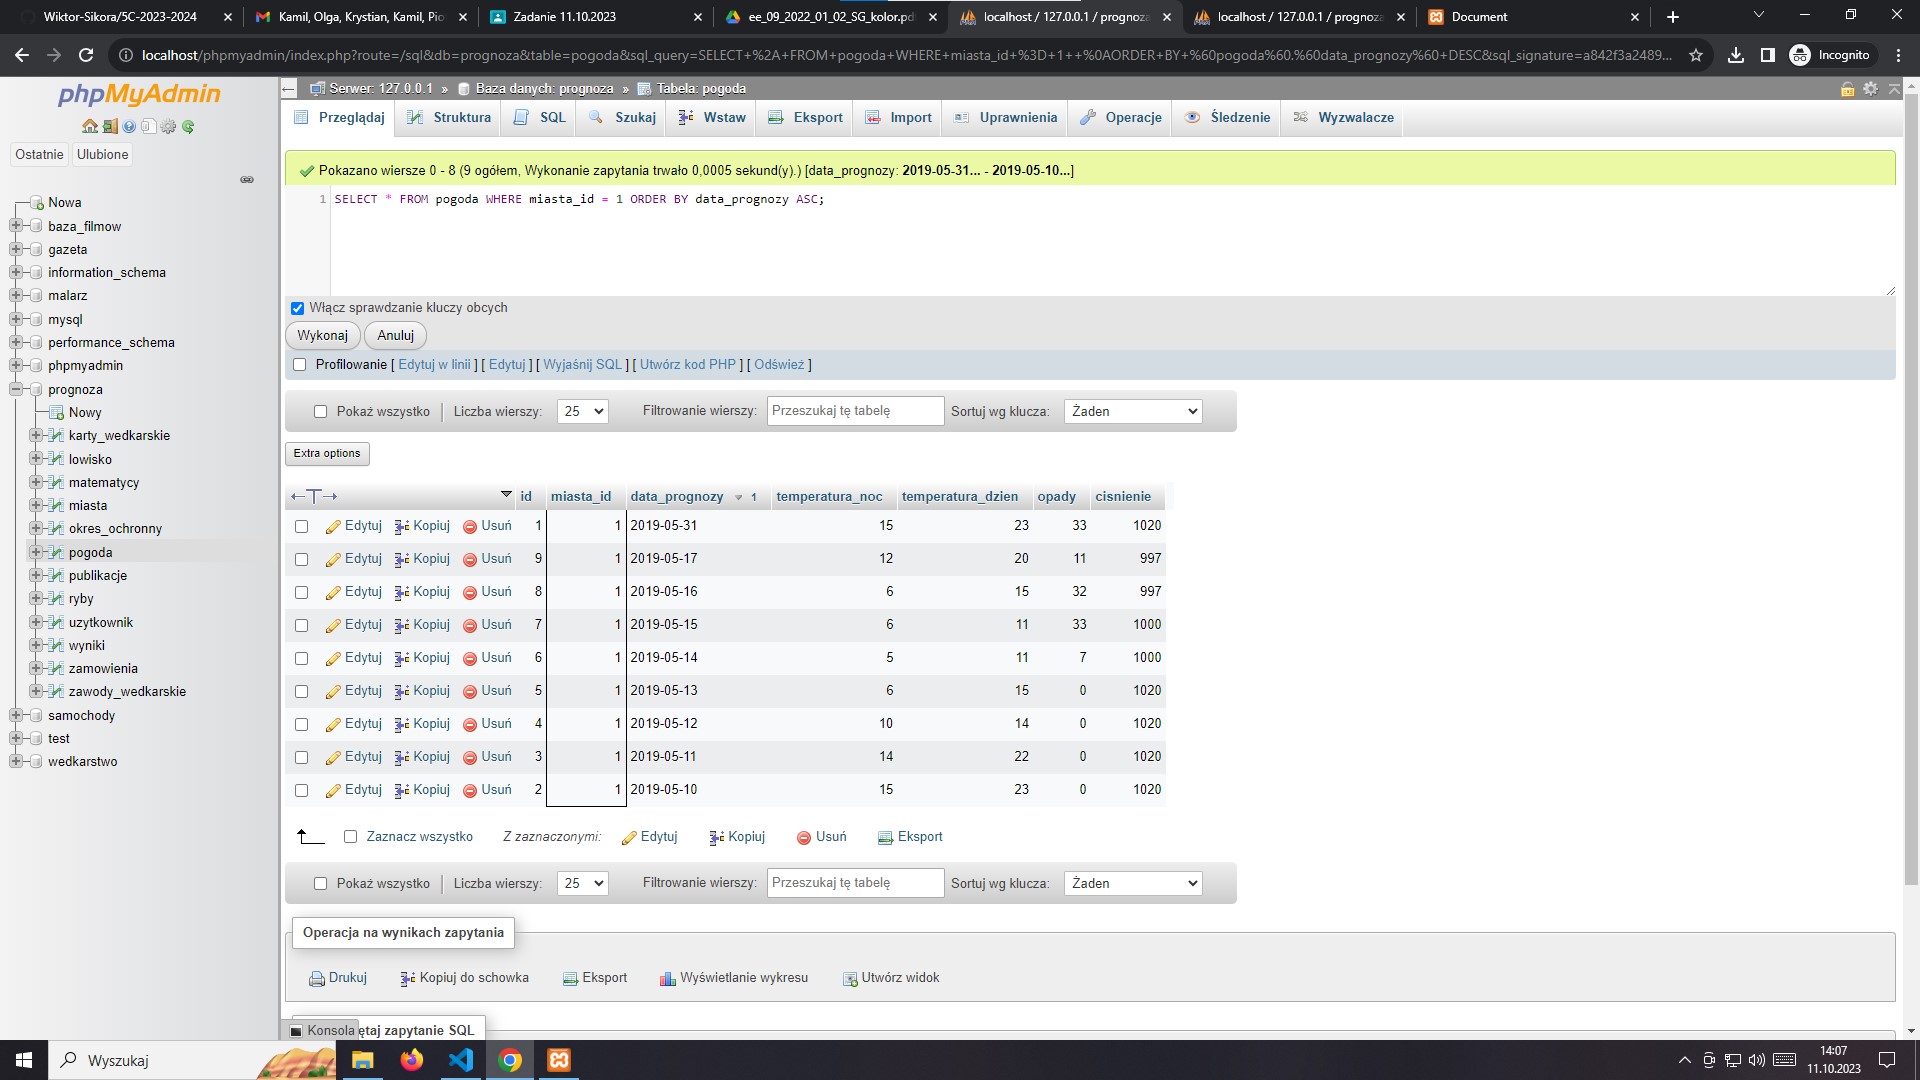 Wiktor-Sikora/5C-2023-2024
Kamil, Olga, Krystian, Kamil, Pio
Zadanie 11.10.2023
ee_09_2022_01_02_SG_kolor.pdf
localhost / 127.0.0.1 / prognoza
localhost / 127.0.0.1 / prognoza
Document
localhost/phpmyadmin/index.php?route=/sql&db=prognoza&table=pogoda&sql_query=SELECT+%2A+FROM+pogoda+WHERE+miasta_id+%3D+1++%0AORDER+BY+%60pogoda%60.%60data_prognozy%60+DESC&sql_signature=a842f3a2489...
Incognito
phpMyAdmin
Ostatnie
Ulubione
Nowa
baza_filmow
gazeta
information_schema
malarz
mysql
performance_schema
phpmyadmin
prognoza
Nowy
karty_wedkarskie
lowisko
matematycy
miasta
okres_ochronny
pogoda
publikacje
ryby
uzytkownik
wyniki
zamowienia
zawody_wedkarskie
samochody
test
wedkarstwo
Serwer: 127.0.0.1 » Baza danych: prognoza » Tabela: pogoda
Przeglądaj Struktura SQL Szukaj Wstaw Eksport Import Uprawnienia Operacje Śledzenie Wyzwalacze
Pokazano wiersze 0 - 8 (9 ogółem, Wykonanie zapytania trwało 0,0005 sekund(y).) [data_prognozy: 2019-05-31... - 2019-05-10...]
1 SELECT * FROM pogoda WHERE miasta_id = 1 ORDER BY data_prognozy ASC;
Włącz sprawdzanie kluczy obcych
Wykonaj Anuluj
Profilowanie [ Edytuj w linii ] [ Edytuj ] [ Wyjaśnij SQL ] [ Utwórz kod PHP ] [ Odśwież ]
Pokaż wszystko Liczba wierszy: 25 Filtrowanie wierszy: Przeszukaj tę tabelę Sortuj wg klucza: Żaden
Extra options
←T→ id miasta_id data_prognozy 1 temperatura_noc temperatura_dzien opady cisnienie
Edytuj Kopiuj Usuń 1 1 2019-05-31 15 23 33 1020
Edytuj Kopiuj Usuń 9 1 2019-05-17 12 20 11 997
Edytuj Kopiuj Usuń 8 1 2019-05-16 6 15 32 997
Edytuj Kopiuj Usuń 7 1 2019-05-15 6 11 33 1000
Edytuj Kopiuj Usuń 6 1 2019-05-14 5 11 7 1000
Edytuj Kopiuj Usuń 5 1 2019-05-13 6 15 0 1020
Edytuj Kopiuj Usuń 4 1 2019-05-12 10 14 0 1020
Edytuj Kopiuj Usuń 3 1 2019-05-11 14 22 0 1020
Edytuj Kopiuj Usuń 2 1 2019-05-10 15 23 0 1020
Zaznacz wszystko Z zaznaczonymi: Edytuj Kopiuj Usuń Eksport
Pokaż wszystko Liczba wierszy: 25 Filtrowanie wierszy: Przeszukaj tę tabelę Sortuj wg klucza: Żaden
Operacja na wynikach zapytania
Drukuj Kopiuj do schowka Eksport Wyświetlanie wykresu Utwórz widok
Konsola ętaj zapytanie SQL
Wyszukaj
14:07
11.10.2023